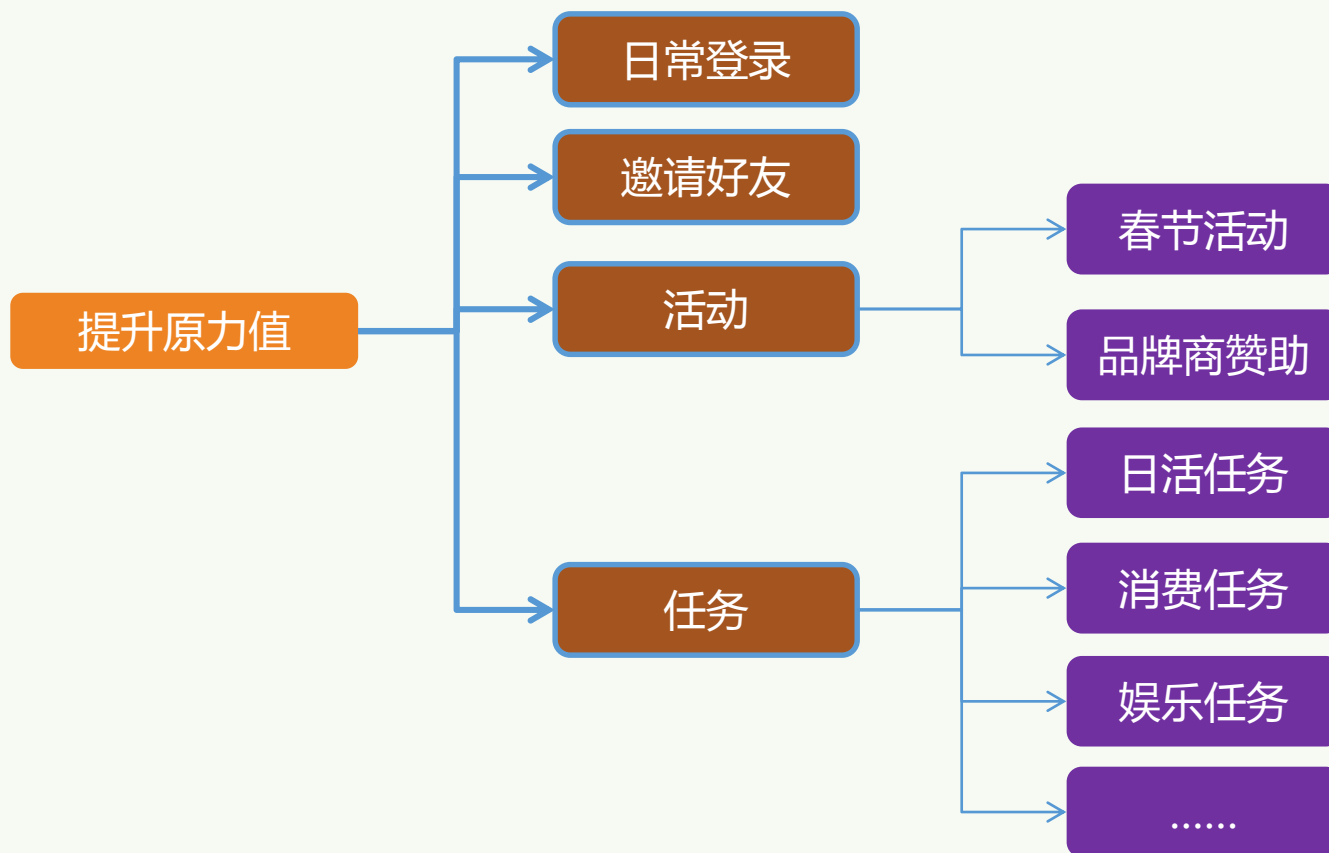 提升原力值
日常登录
邀请好友
活动
春节活动
品牌商赞助
任务
日活任务
消费任务
娱乐任务
……